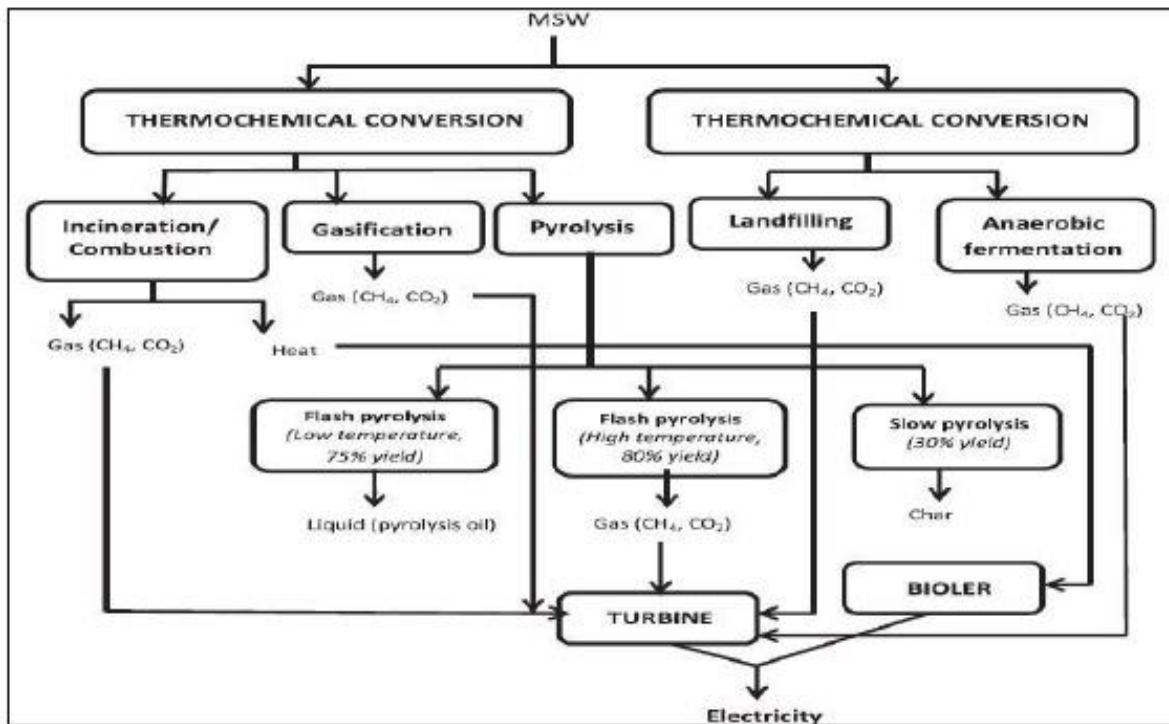 MSW
THERMOCHEMICAL CONVERSION
THERMOCHEMICAL CONVERSION
Incineration/
Combustion
Gasification
Pyrolysis
Landfilling
Anaerobic
fermentation
Gas (CH₄, CO₂)
Gas (CH₄, CO₂)
Gas (CH₄, CO₂)
Gas (CH₄, CO₂)
Heat
Flash pyrolysis
(Low temperature,
75% yield)
Flash pyrolysis
(High temperature,
80% yield)
Slow pyrolysis
(30% yield)
Liquid (pyrolysis oil)
Gas (CH₄, CO₂)
Char
BIOLER
TURBINE
Electricity